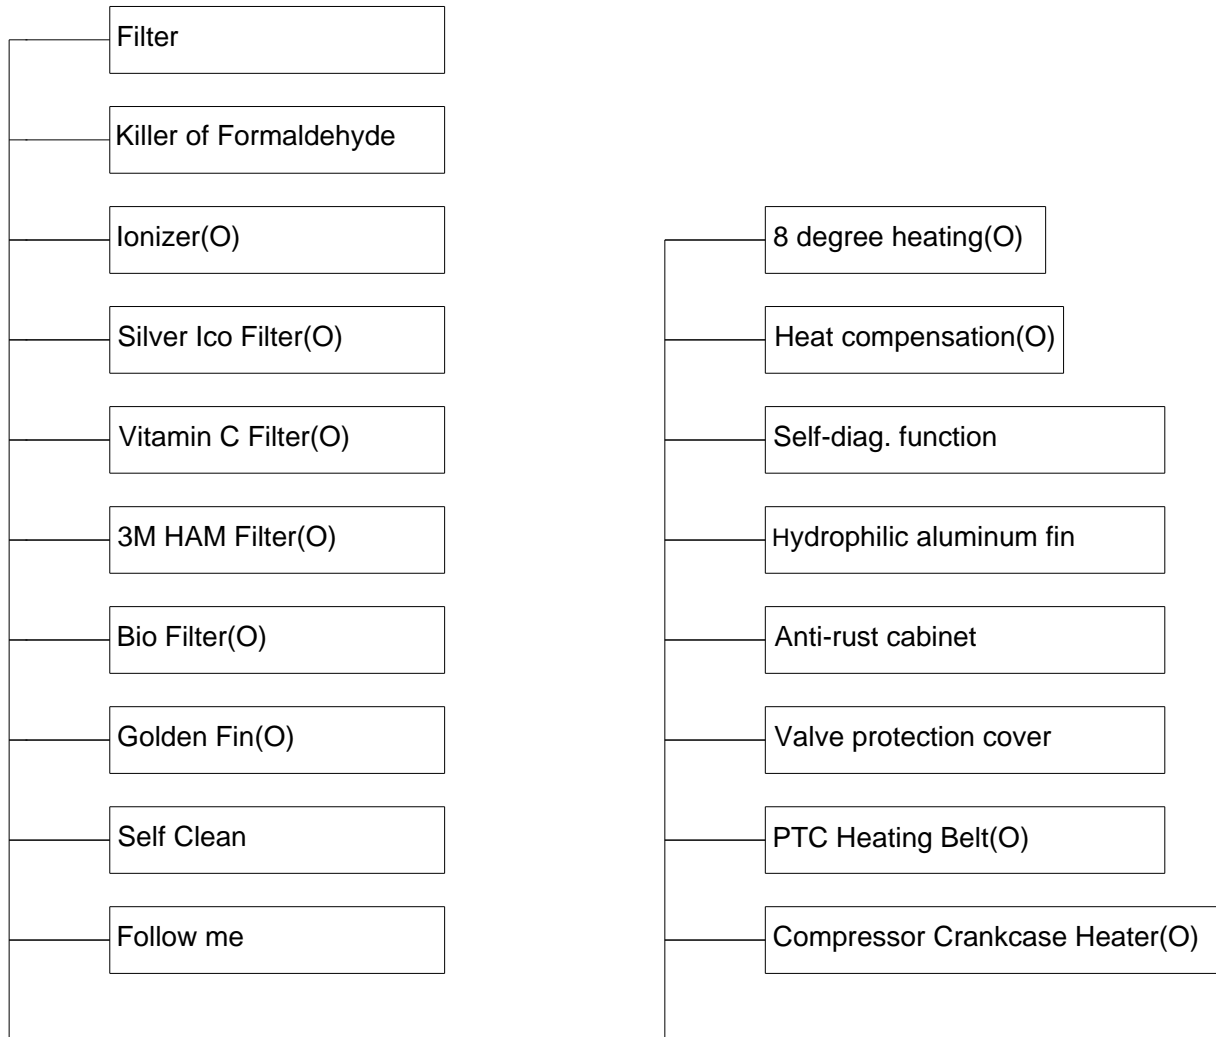 Filter
Killer of Formaldehyde
Ionizer(O)
Silver Ico Filter(O)
Vitamin C Filter(O)
3M HAM Filter(O)
Bio Filter(O)
Golden Fin(O)
Self Clean
Follow me
8 degree heating(O)
Heat compensation(O)
Self-diag. function
Hydrophilic aluminum fin
Anti-rust cabinet
Valve protection cover
PTC Heating Belt(O)
Compressor Crankcase Heater(O)